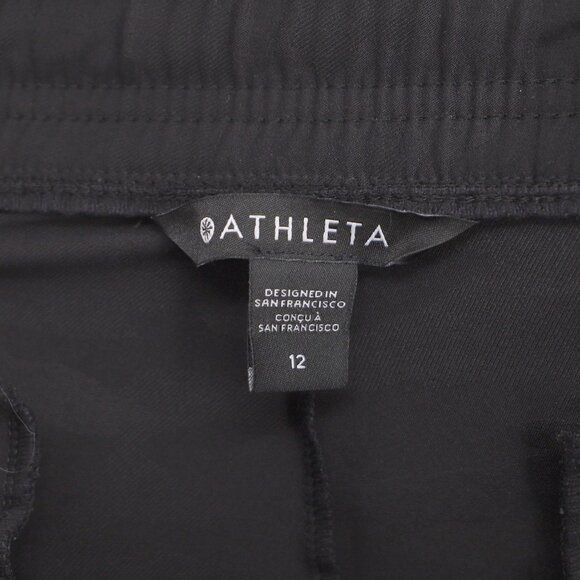 ATHLETA
DESIGNED IN
SAN FRANCISCO
CONÇU À
SAN FRANCISCO
12